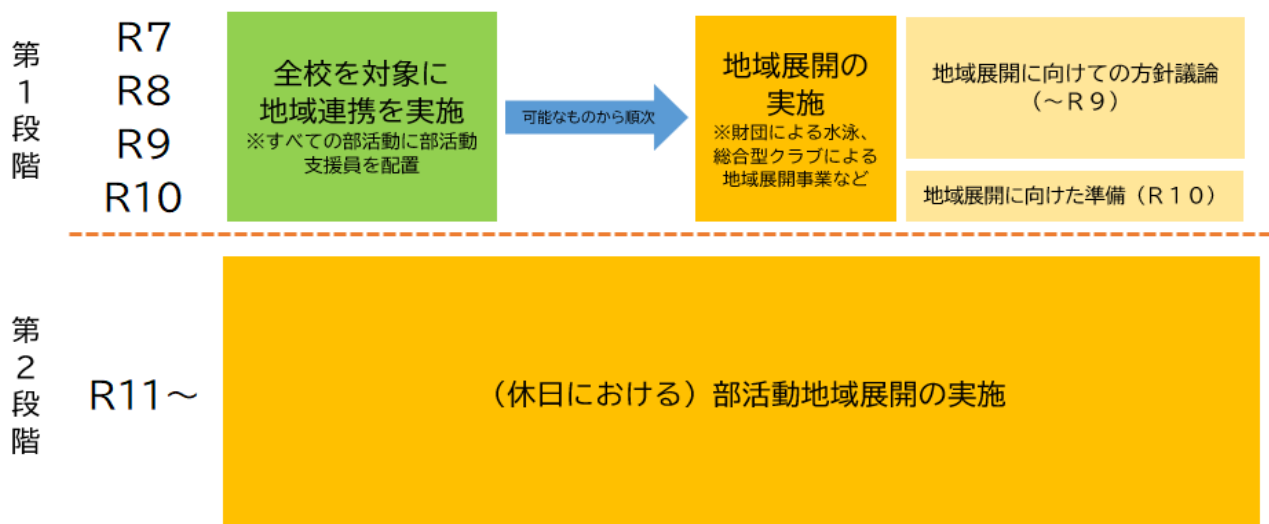 第1段階
R7
R8
R9
R10
全校を対象に
地域連携を実施
※すべての部活動に部活動
支援員を配置
可能なものから順次
地域展開の
実施
※財団による水泳、
総合型クラブによる
地域展開事業など
地域展開に向けての方針議論
（～R９）
地域展開に向けた準備（R１０）
第2段階
R11～
（休日における）部活動地域展開の実施